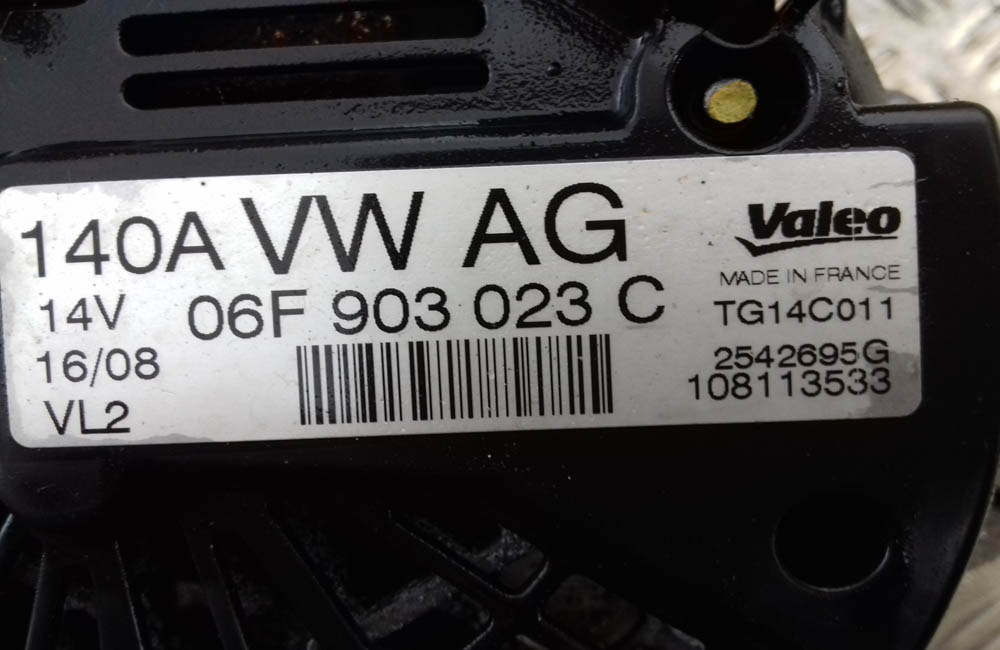 140A VW AG
Valeo
MADE IN FRANCE
14V 06F 903 023 C TG14C011
16/08
2542695G
108113533
VL2